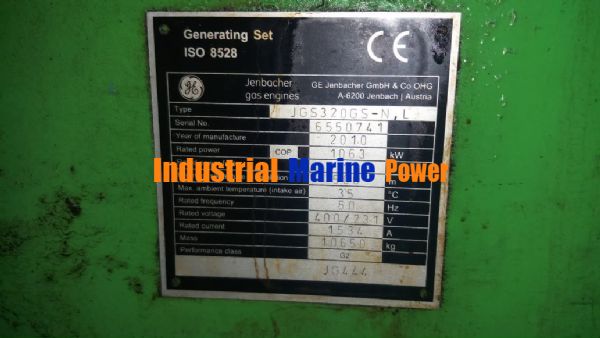 Generating Set
ISO 8528
CE
GE
Jenbacher
gas engines
GE Jenbacher GmbH & Co OHG
A-6200 Jenbach | Austria
Type JGS320GS-N,L
Serial No. 6550741
Year of manufacture 2010
Rated power COP 1063 kW
Industrial Marine Power
m
Max. ambient temperature (intake air) 35 °C
Rated frequency 50 Hz
Rated voltage 400/231 V
Rated current 1534 A
Mass 10650 kg
Performance class G2
JG444